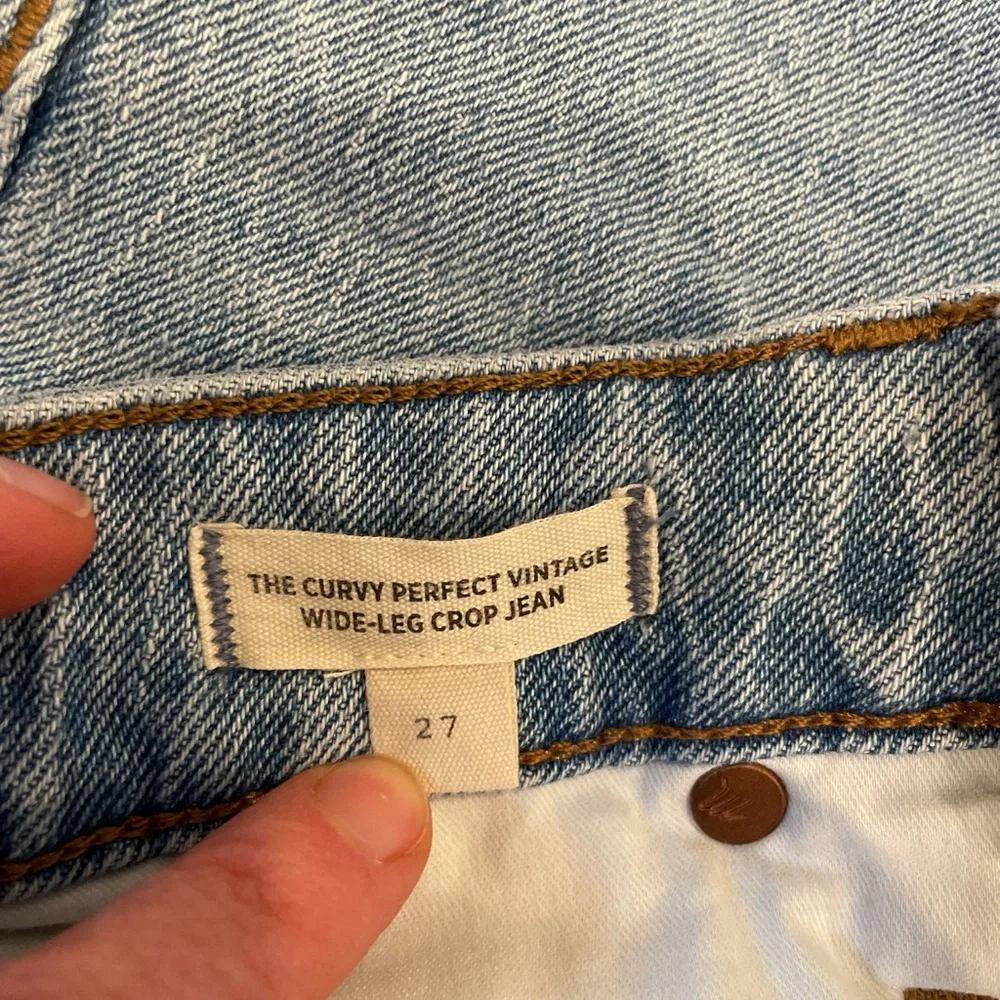 THE CURVY PERFECT VINTAGE
WIDE-LEG CROP JEAN
27